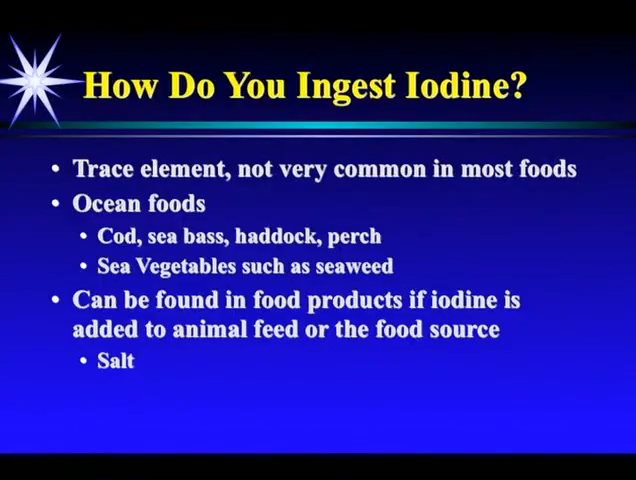 How Do You Ingest Iodine?
• Trace element, not very common in most foods
• Ocean foods
• Cod, sea bass, haddock, perch
• Sea Vegetables such as seaweed
• Can be found in food products if iodine is
added to animal feed or the food source
• Salt